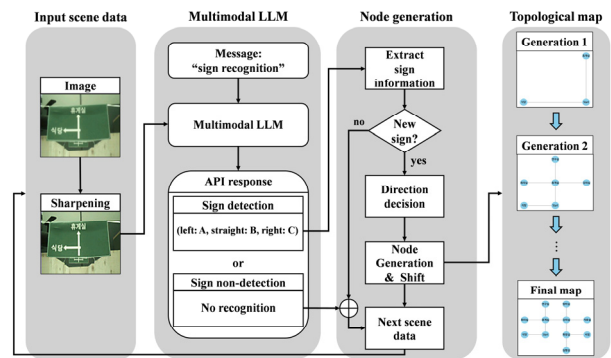 Input scene data
Image
휴게실
식당
Sharpening
휴게실
식당
Multimodal LLM
Message:
“sign recognition”
Multimodal LLM
API response
Sign detection
(left: A, straight: B, right: C)
or
Sign non-detection
No recognition
Node generation
Extract
sign
information
New
sign?
no
yes
Direction
decision
Node
Generation
& Shift
Next scene
data
Topological map
Generation 1
Generation 2
⋮
Final map